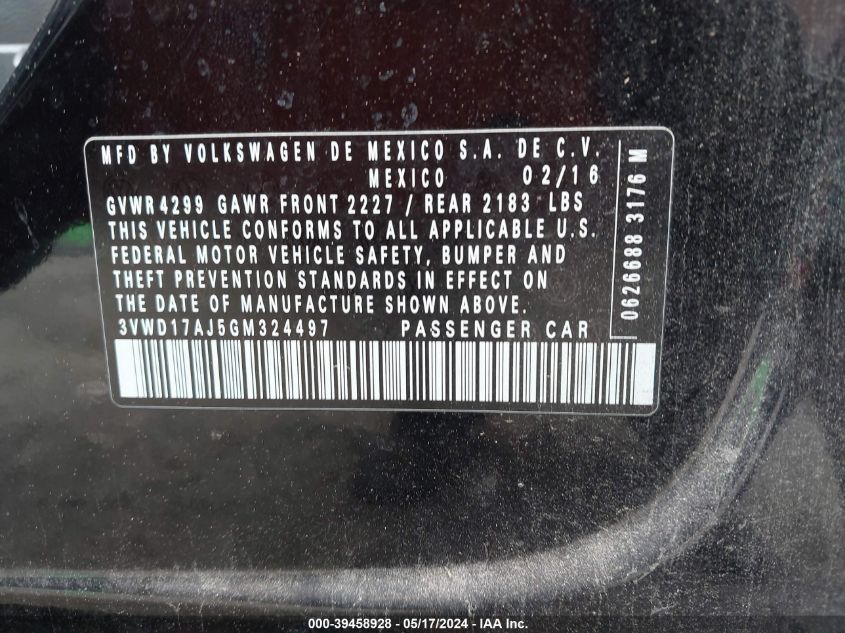 MFD BY VOLKSWAGEN DE MEXICO S.A. DE C.V.
MEXICO 02/16
GVWR 4299 GAWR FRONT 2227 / REAR 2183 LBS
THIS VEHICLE CONFORMS TO ALL APPLICABLE U.S.
FEDERAL MOTOR VEHICLE SAFETY, BUMPER AND
THEFT PREVENTION STANDARDS IN EFFECT ON
THE DATE OF MANUFACTURE SHOWN ABOVE.
3VWD17AJ5GM324497 PASSENGER CAR
0626688 3176 M
000-39458928 - 05/17/2024 - IAA Inc.